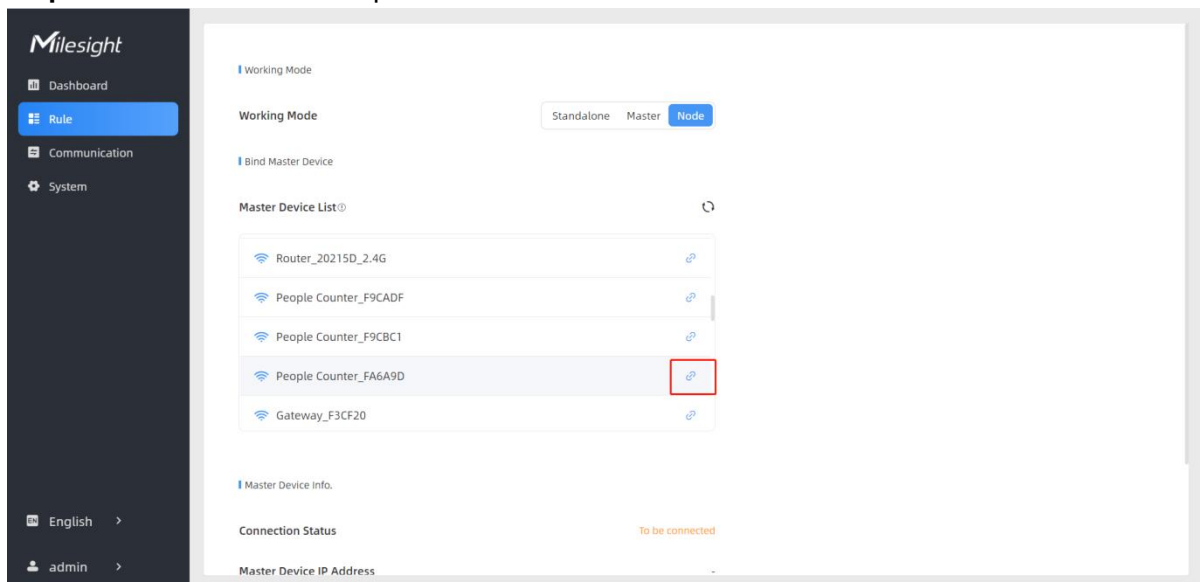 Milesight
Dashboard
Rule
Communication
System
English >
admin >
Working Mode
Working Mode Standalone Master Node
Bind Master Device
Master Device List
Router_20215D_2.4G
People Counter_F9CADF
People Counter_F9CBC1
People Counter_FA6A9D
Gateway_F3CF20
Master Device Info.
Connection Status To be connected
Master Device IP Address -